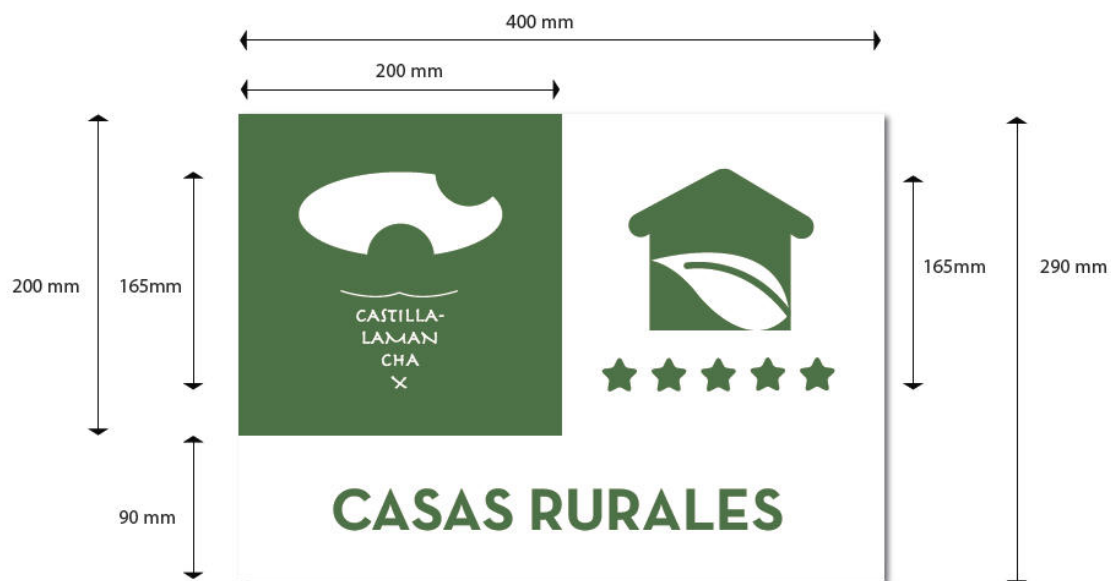 400 mm
200 mm
200 mm
165mm
165mm
290 mm
CASTILLA-
LAMAN
CHA
X
90 mm
CASAS RURALES